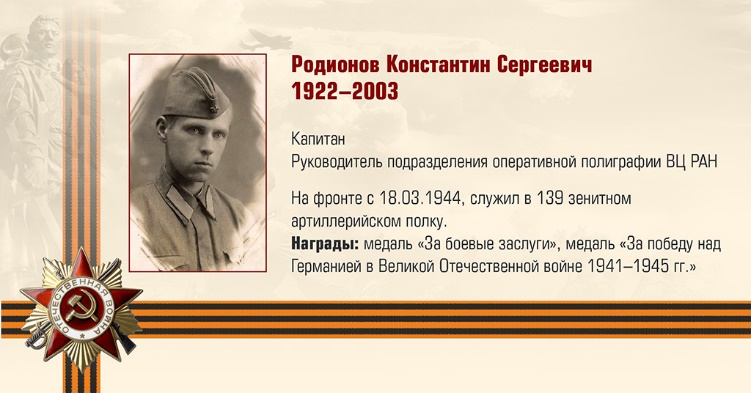 Родионов Константин Сергеевич
1922–2003
Капитан
Руководитель подразделения оперативной полиграфии ВЦ РАН
На фронте с 18.03.1944, служил в 139 зенитном
артиллерийском полку.
Награды: медаль «За боевые заслуги», медаль «За победу над
Германией в Великой Отечественной войне 1941–1945 гг.»
ОТЕЧЕСТВЕННАЯ ВОЙНА